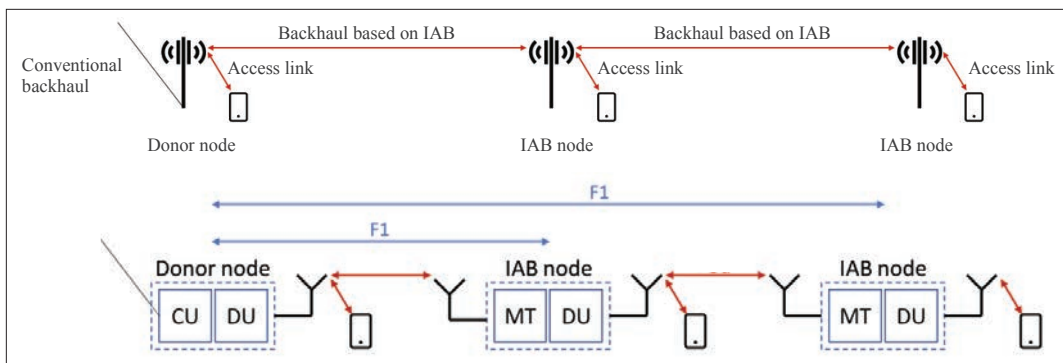 Backhaul based on IAB
Backhaul based on IAB
Conventional
backhaul
Access link
Access link
Access link
Donor node
IAB node
IAB node
F1
F1
Donor node
IAB node
IAB node
CU
DU
MT
DU
MT
DU